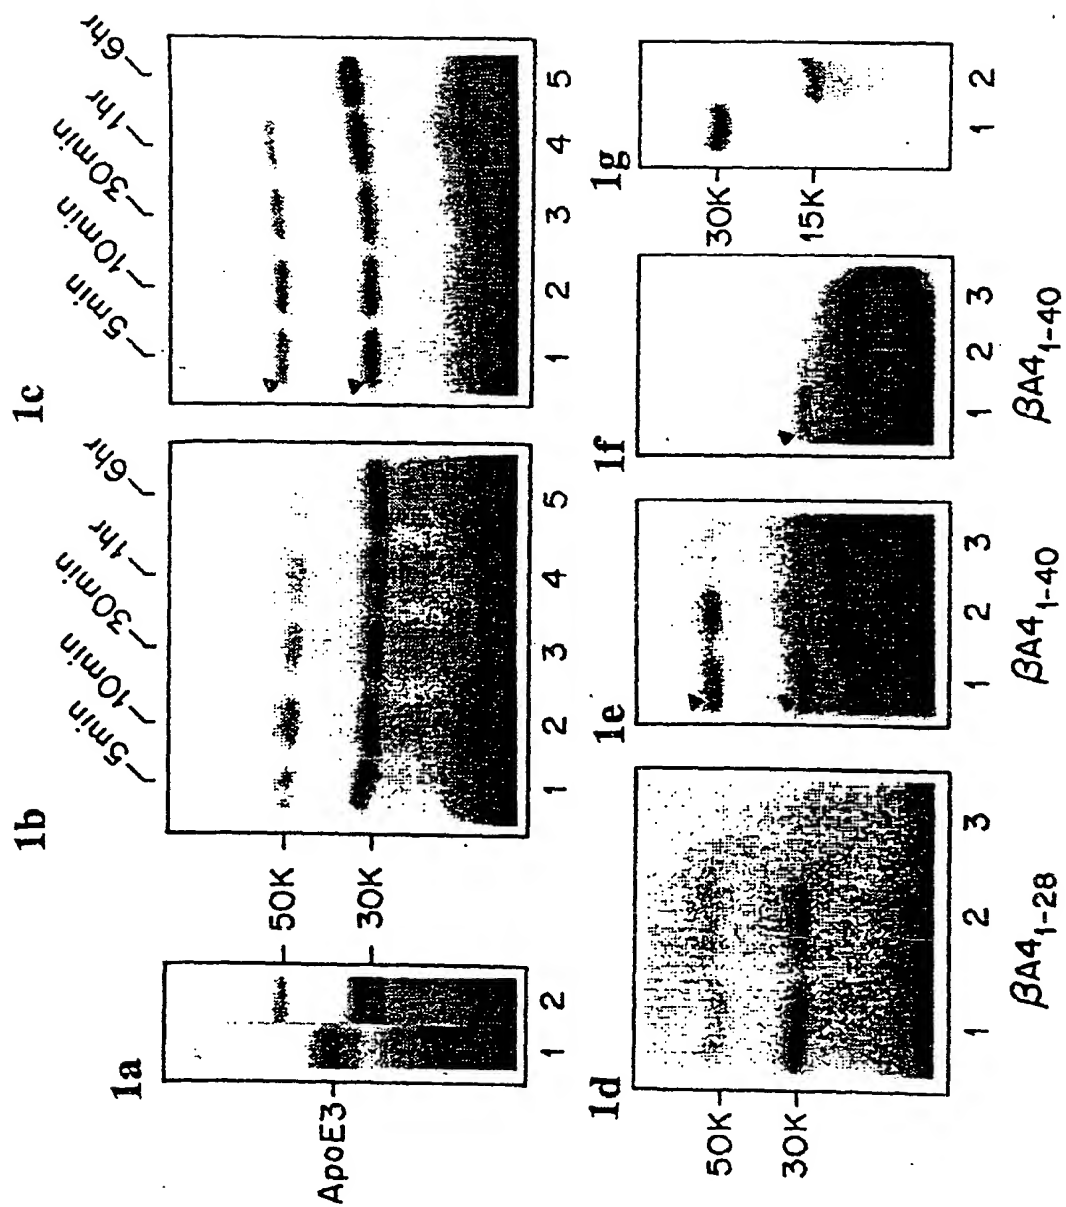 1a
ApoE3
1 2
1b
5min 10min 30min 1hr 6hr
50K
30K
1 2 3 4 5
1c
5min 10min 30min 1hr 6hr
1 2 3 4 5
1d
50K
30K
1 2 3
βA4₁₋₂₈
1e
1 2 3
βA4₁₋₄₀
1f
1 2 3
βA4₁₋₄₀
1g
30K
15K
1 2